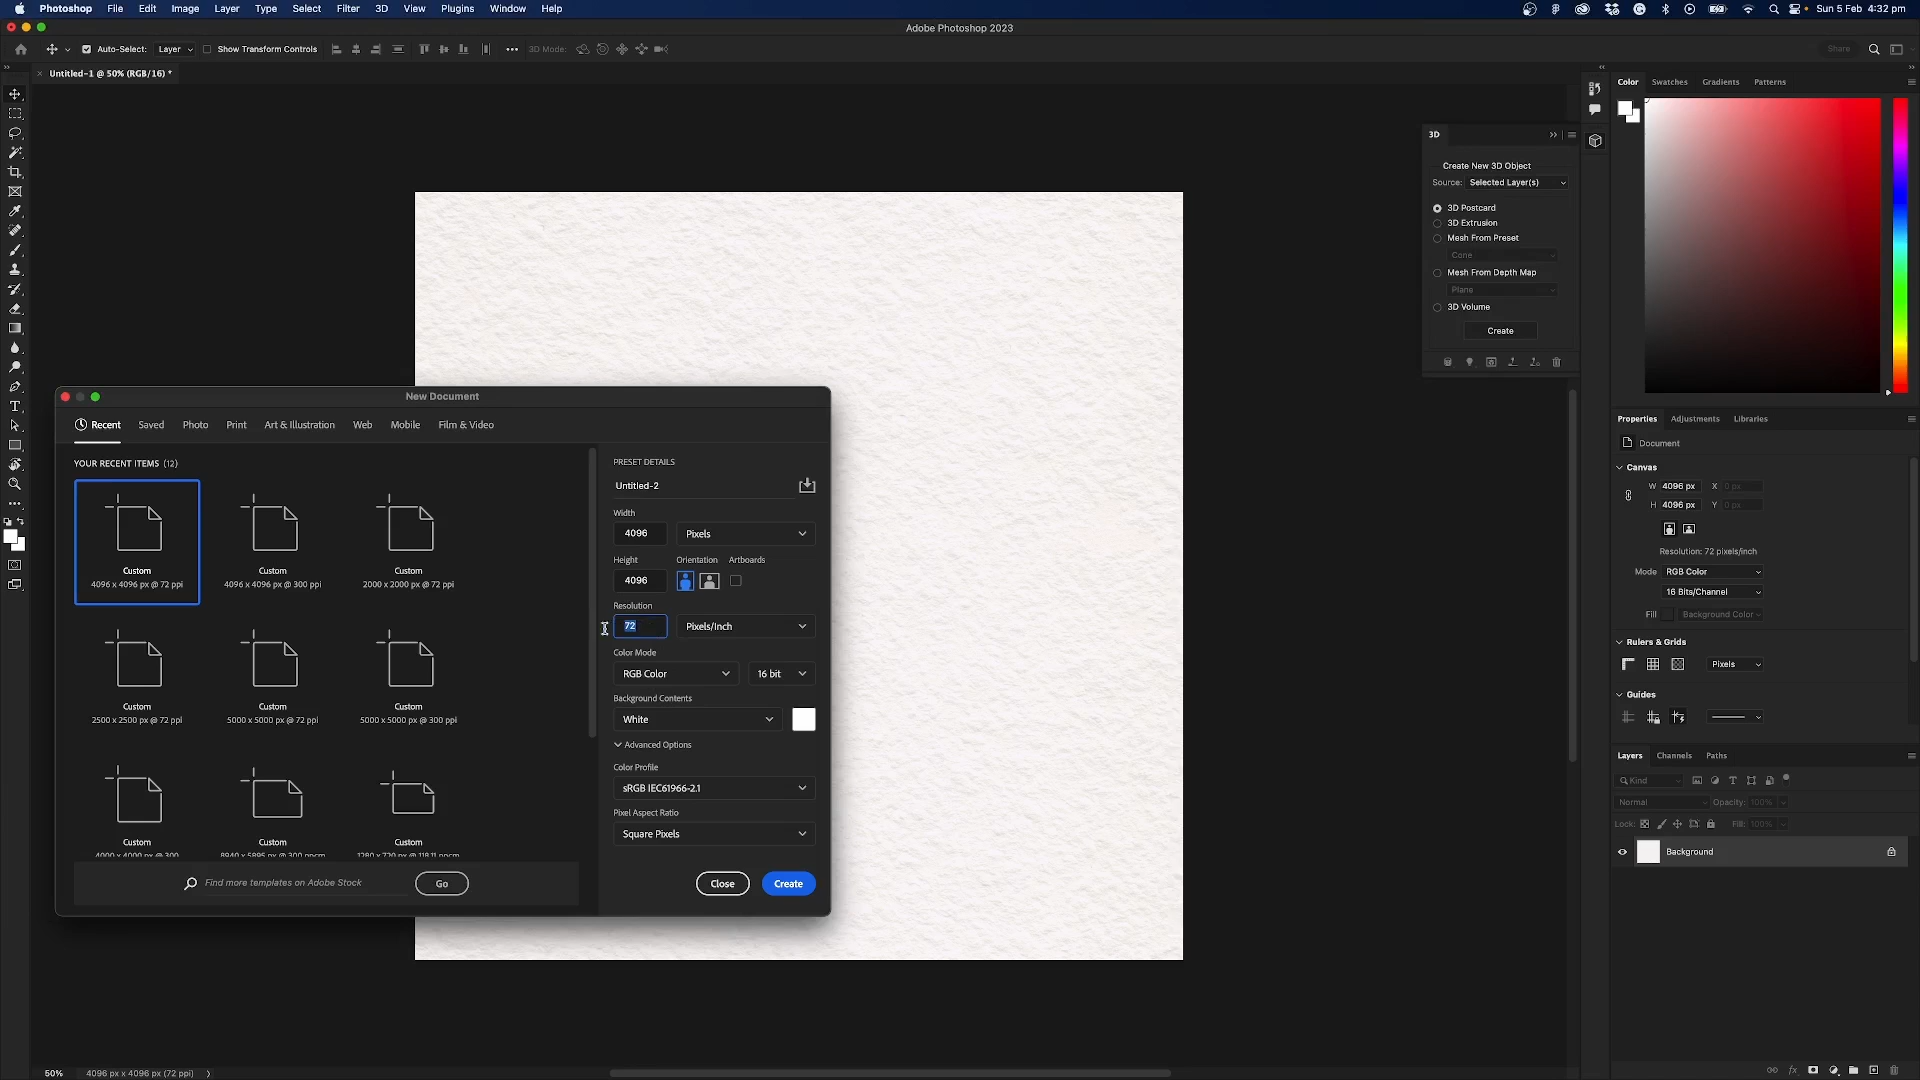 Photoshop File Edit Image Layer Type Select Filter 3D View Plugins Window Help Sun 5 Feb 4:32 pm
Adobe Photoshop 2023
Auto-Select: Layer Show Transform Controls 3D Mode: Share
Untitled-1 @ 50% (RGB/16) *
Color Swatches Gradients Patterns
3D
Create New 3D Object
Source: Selected Layer(s)
3D Postcard
3D Extrusion
Mesh From Preset
Cone
Mesh From Depth Map
Plane
3D Volume
Create
New Document
Recent Saved Photo Print Art & Illustration Web Mobile Film & Video
YOUR RECENT ITEMS (12)
Custom
4096 x 4096 px @ 72 ppi
Custom
4096 x 4096 px @ 300 ppi
Custom
2000 x 2000 px @ 72 ppi
Custom
2500 x 2500 px @ 72 ppi
Custom
5000 x 5000 px @ 72 ppi
Custom
5000 x 5000 px @ 300 ppi
Custom
4000 x 4000 px @ 300
Custom
8940 x 5895 px @ 300 ppcm
Custom
1280 x 720 px @ 118.11 ppcm
Find more templates on Adobe Stock Go
PRESET DETAILS
Untitled-2
Width
4096 Pixels
Height Orientation Artboards
4096
Resolution
72 Pixels/Inch
Color Mode
RGB Color 16 bit
Background Contents
White
Advanced Options
Color Profile
sRGB IEC61966-2.1
Pixel Aspect Ratio
Square Pixels
Close Create
Properties Adjustments Libraries
Document
Canvas
W 4096 px X 0 px
H 4096 px Y 0 px
Resolution: 72 pixels/inch
Mode RGB Color
16 Bits/Channel
Fill Background Color
Rulers & Grids
Pixels
Guides
Layers Channels Paths
Kind
Normal Opacity: 100%
Lock: Fill: 100%
Background
fx
50% 4096 px x 4096 px (72 ppi)